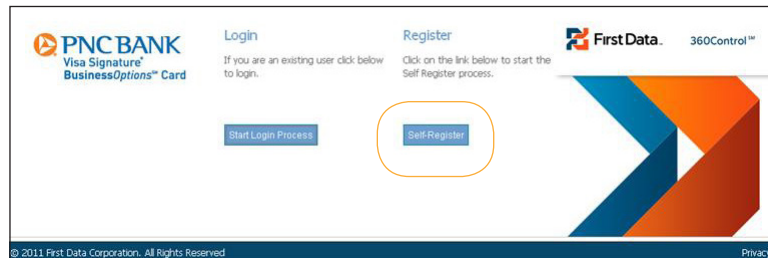 PNC BANK
Visa Signature®
BusinessOptions℠ Card
Login
If you are an existing user click below
to login.
Start Login Process
Register
Click on the link below to start the
Self Register process.
Self-Register
First Data.
360Control℠
© 2011 First Data Corporation. All Rights Reserved
Privacy